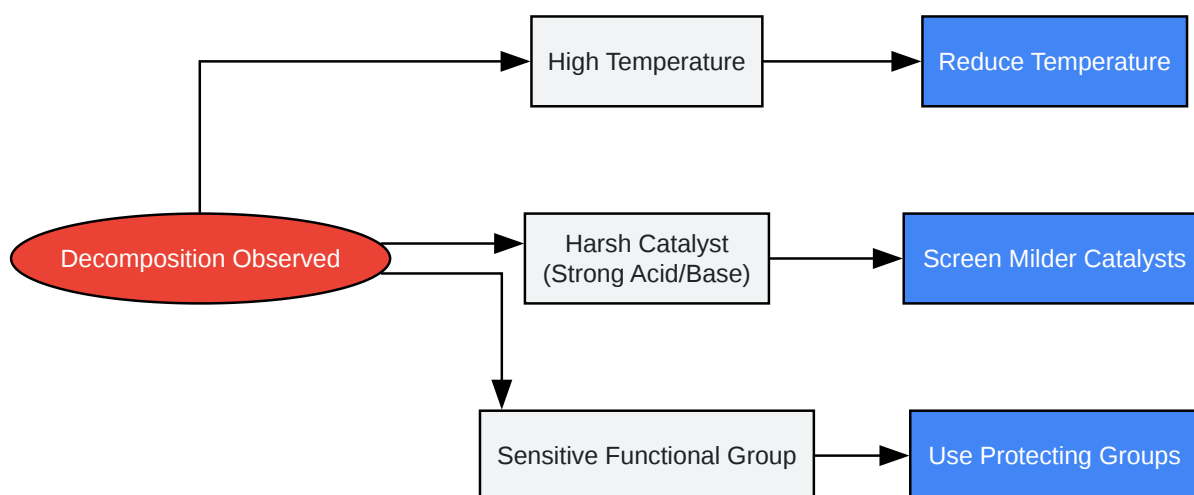 High Temperature
Reduce Temperature
Decomposition Observed
Harsh Catalyst
(Strong Acid/Base)
Screen Milder Catalysts
Sensitive Functional Group
Use Protecting Groups